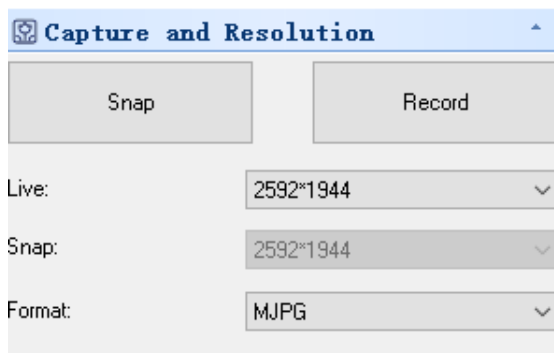 Capture and Resolution
Snap
Record
Live:
2592*1944
Snap:
2592*1944
Format:
MJPG